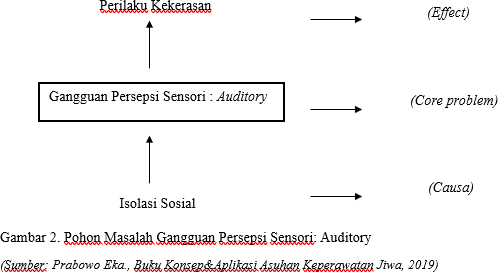 Perilaku Kekerasan
(Effect)
Gangguan Persepsi Sensori : Auditory
(Core problem)
Isolasi Sosial
(Causa)
Gambar 2. Pohon Masalah Gangguan Persepsi Sensori: Auditory
(Sumber: Prabowo Eka., Buku Konsep&Aplikasi Asuhan Keperawatan Jiwa, 2019)